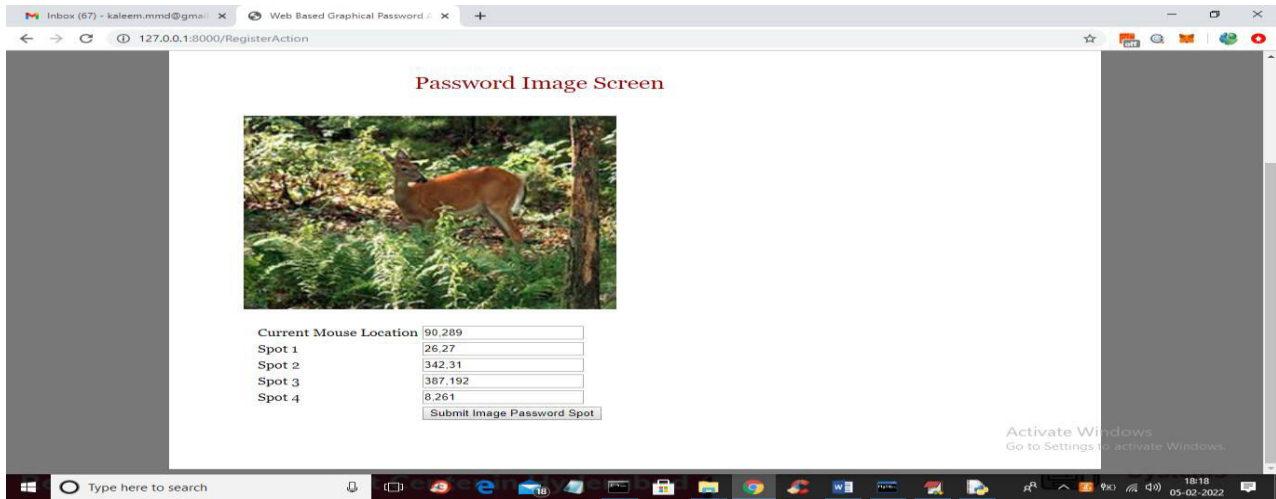 Inbox (67) - kaleem.mmd@gmai
Web Based Graphical Password
127.0.0.1:8000/RegisterAction
off
Password Image Screen
Current Mouse Location 90,289
Spot 1 26,27
Spot 2 342,31
Spot 3 387,192
Spot 4 8,261
Submit Image Password Spot
Activate Windows
Go to Settings to activate Windows.
Type here to search
18
18:18
05-02-2022